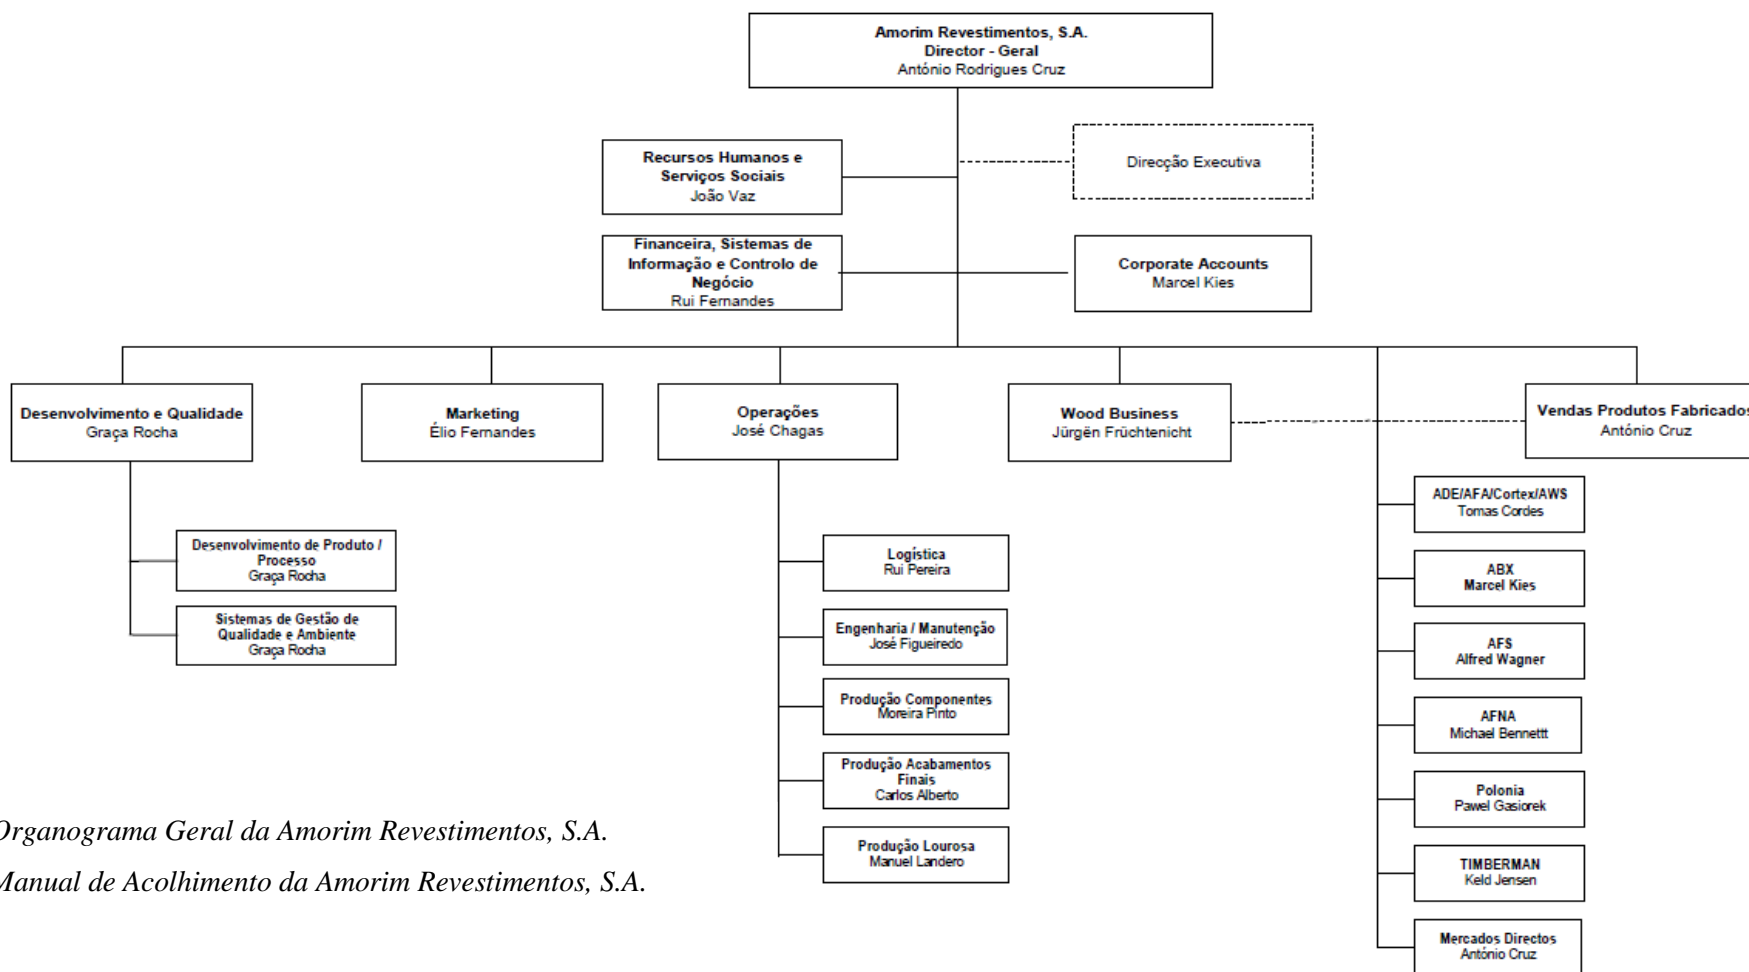 Amorim Revestimentos, S.A.
Director - Geral
António Rodrigues Cruz
Recursos Humanos e
Serviços Sociais
João Vaz
Direcção Executiva
Financeira, Sistemas de
Informação e Controlo de
Negócio
Rui Fernandes
Corporate Accounts
Marcel Kies
Desenvolvimento e Qualidade
Graça Rocha
Marketing
Élio Fernandes
Operações
José Chagas
Wood Business
Jürgën Früchtenicht
Vendas Produtos Fabricados
António Cruz
Desenvolvimento de Produto /
Processo
Graça Rocha
Sistemas de Gestão de
Qualidade e Ambiente
Graça Rocha
Logística
Rui Pereira
Engenharia / Manutenção
José Figueiredo
Produção Componentes
Moreira Pinto
Produção Acabamentos
Finais
Carlos Alberto
Produção Lourosa
Manuel Landero
ADE/AFA/Cortex/AWS
Tomas Cordes
ABX
Marcel Kies
AFS
Alfred Wagner
AFNA
Michael Bennettt
Polonia
Pawel Gasiorek
TIMBERMAN
Keld Jensen
Mercados Directos
António Cruz
Organograma Geral da Amorim Revestimentos, S.A.
Manual de Acolhimento da Amorim Revestimentos, S.A.